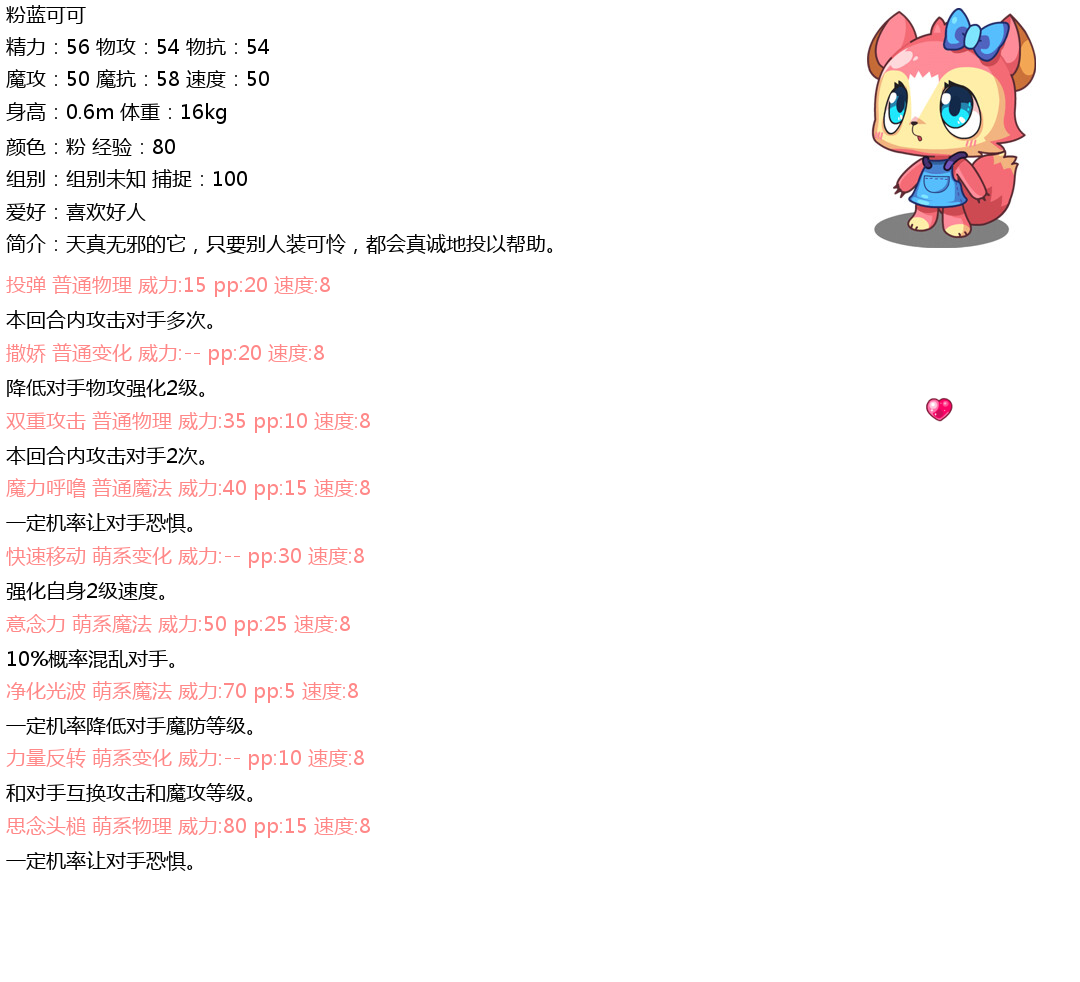 粉蓝可可
精力：56 物攻：54 物抗：54
魔攻：50 魔抗：58 速度：50
身高：0.6m 体重：16kg
颜色：粉 经验：80
组别：组别未知 捕捉：100
爱好：喜欢好人
简介：天真无邪的它，只要别人装可怜，都会真诚地投以帮助。
投弹 普通物理 威力:15 pp:20 速度:8
本回合内攻击对手多次。
撒娇 普通变化 威力:-- pp:20 速度:8
降低对手物攻强化2级。
双重攻击 普通物理 威力:35 pp:10 速度:8
本回合内攻击对手2次。
魔力呼噜 普通魔法 威力:40 pp:15 速度:8
一定机率让对手恐惧。
快速移动 萌系变化 威力:-- pp:30 速度:8
强化自身2级速度。
意念力 萌系魔法 威力:50 pp:25 速度:8
10%概率混乱对手。
净化光波 萌系魔法 威力:70 pp:5 速度:8
一定机率降低对手魔防等级。
力量反转 萌系变化 威力:-- pp:10 速度:8
和对手互换攻击和魔攻等级。
思念头槌 萌系物理 威力:80 pp:15 速度:8
一定机率让对手恐惧。